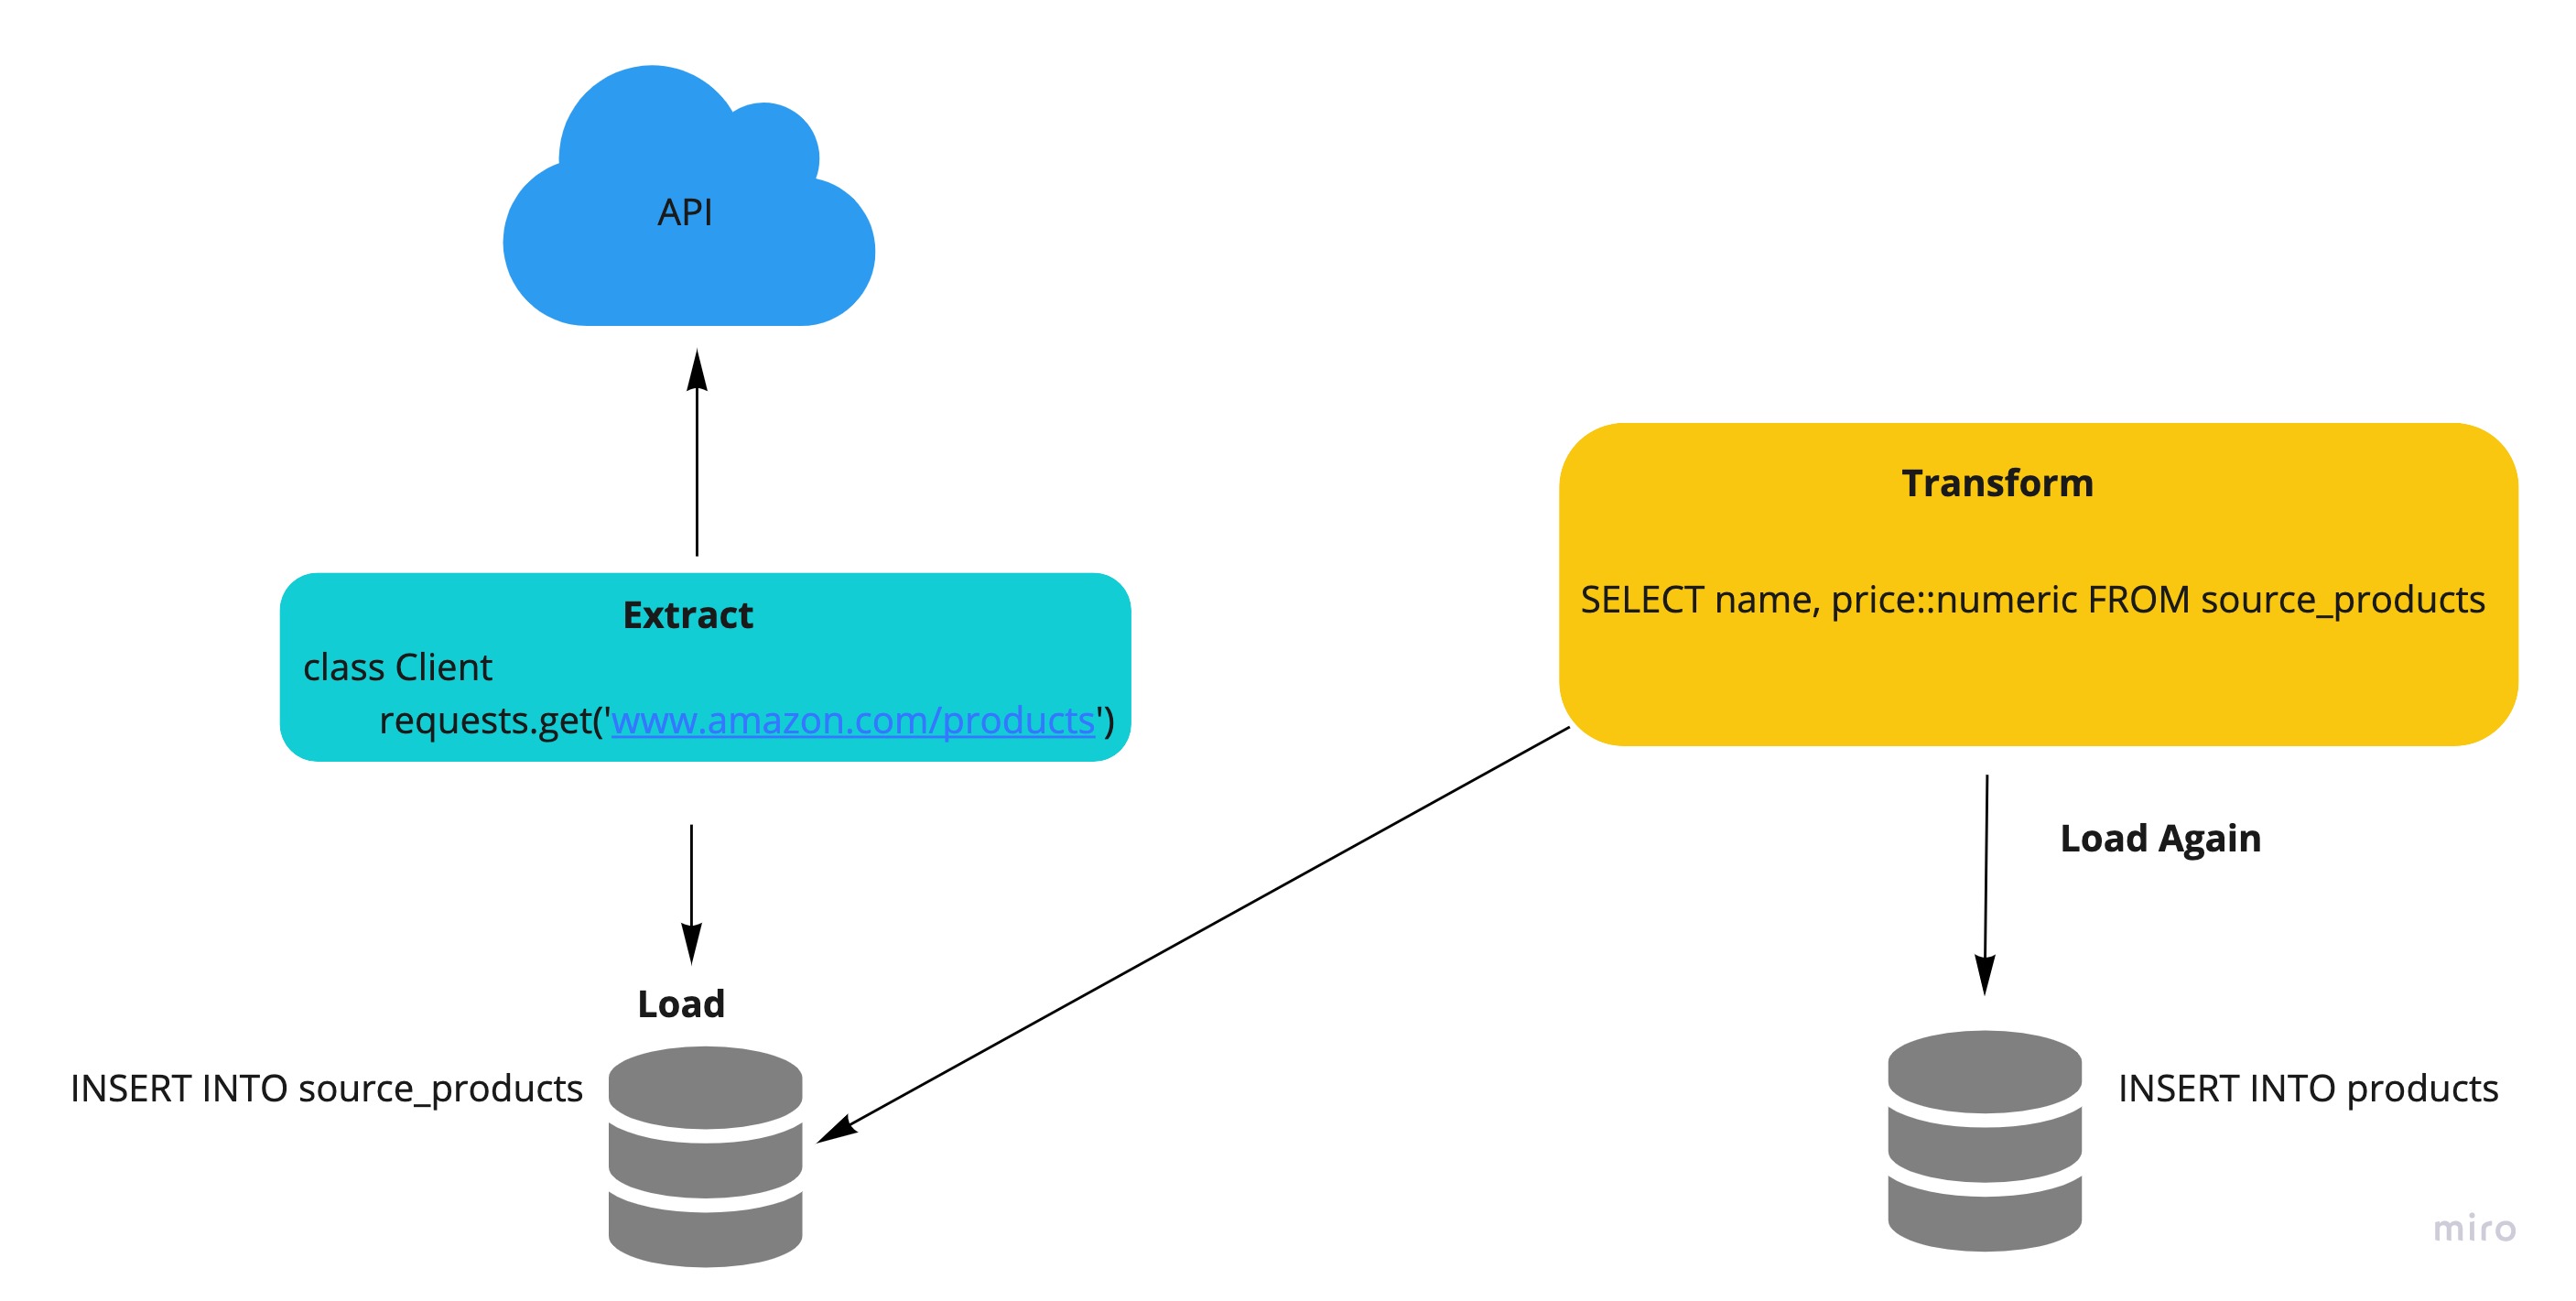 API
Extract
class Client
requests.get('www.amazon.com/products')
Load
INSERT INTO source_products
Transform
SELECT name, price::numeric FROM source_products
Load Again
INSERT INTO products
miro